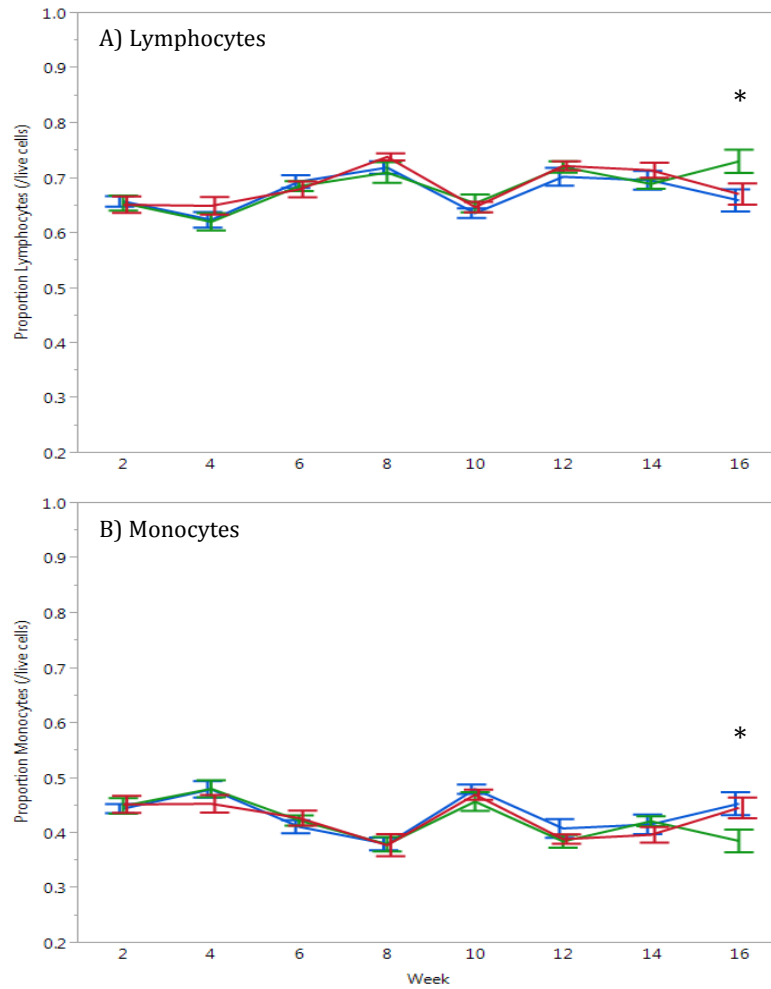 A) Lymphocytes
*
Proportion Lymphocytes (/live cells)
1.0
0.9
0.8
0.7
0.6
0.5
0.4
0.3
0.2
2 4 6 8 10 12 14 16
B) Monocytes
*
Proportion Monocytes (/live cells)
1.0
0.9
0.8
0.7
0.6
0.5
0.4
0.3
0.2
2 4 6 8 10 12 14 16
Week